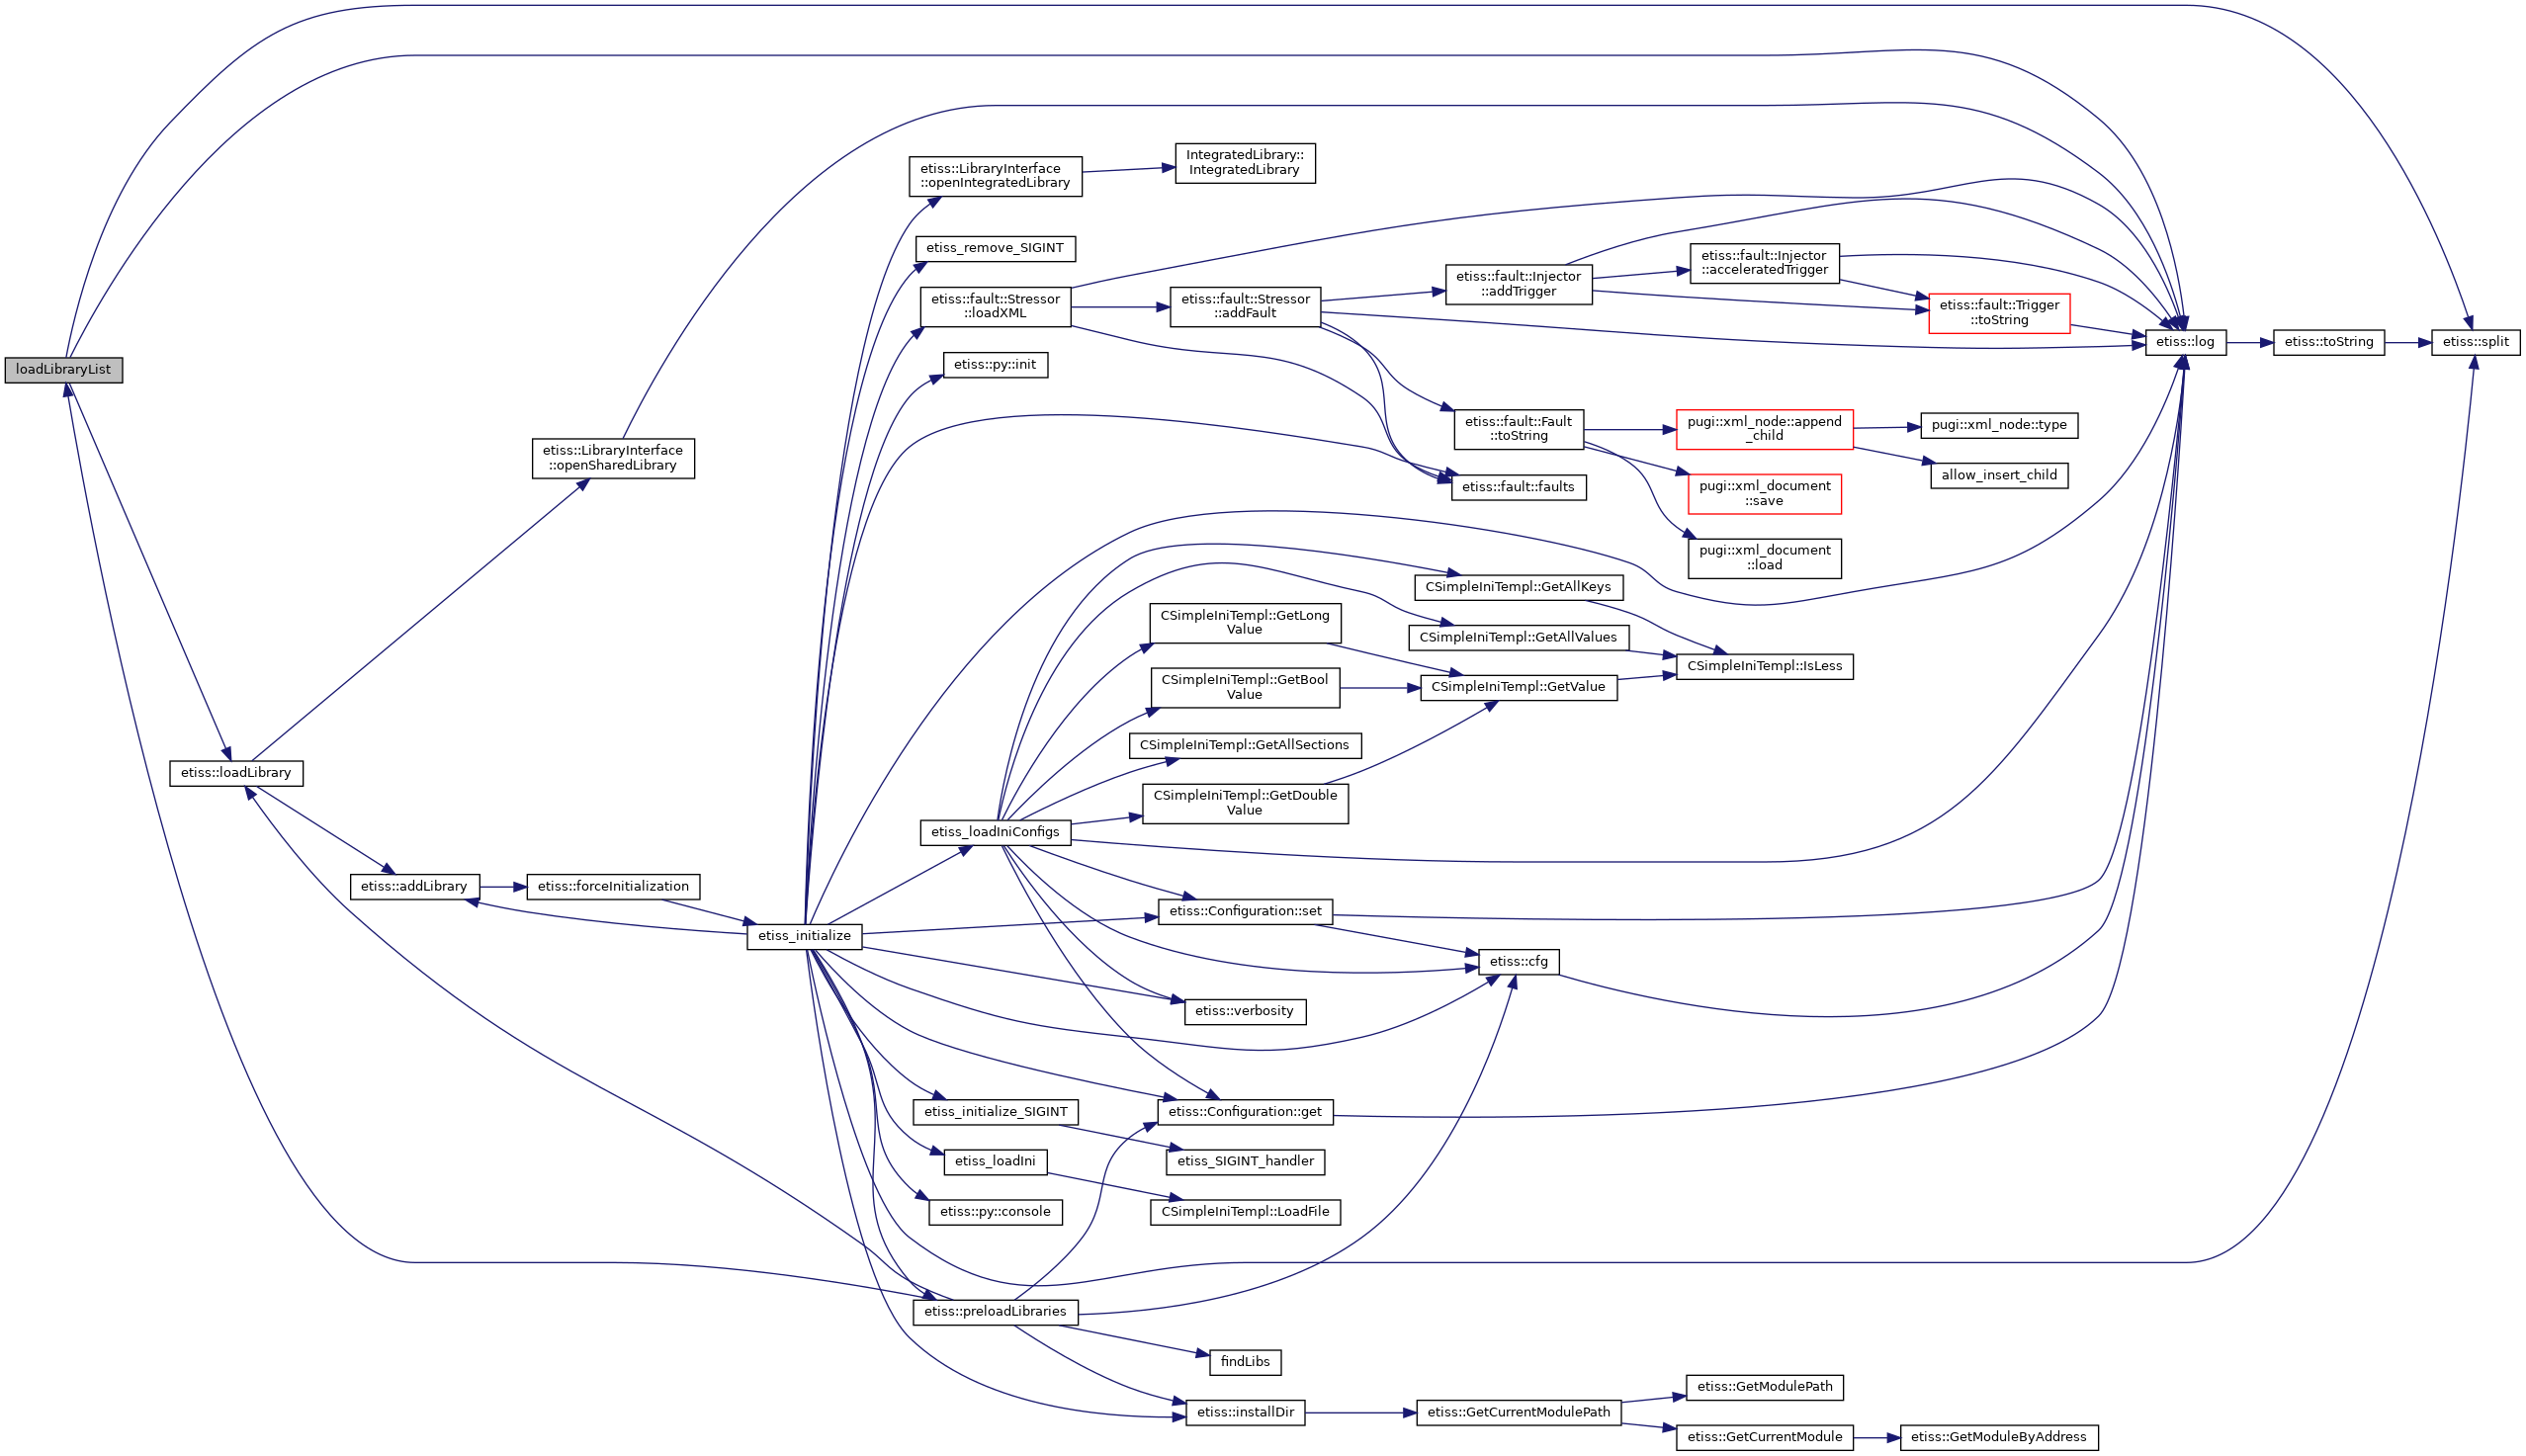 loadLibraryList
etiss::loadLibrary
etiss::LibraryInterface
::openSharedLibrary
etiss::addLibrary
etiss::forceInitialization
etiss_initialize
etiss::LibraryInterface
::openIntegratedLibrary
IntegratedLibrary::
IntegratedLibrary
etiss_remove_SIGINT
etiss::fault::Stressor
::loadXML
etiss::py::init
etiss::fault::Stressor
::addFault
etiss::fault::Injector
::addTrigger
etiss::fault::Injector
::acceleratedTrigger
etiss::fault::Trigger
::toString
etiss::log
etiss::toString
etiss::split
etiss::fault::Fault
::toString
pugi::xml_node::append
_child
pugi::xml_node::type
allow_insert_child
pugi::xml_document
::save
pugi::xml_document
::load
etiss::fault::faults
CSimpleIniTempl::GetAllKeys
CSimpleIniTempl::GetLong
Value
CSimpleIniTempl::GetAllValues
CSimpleIniTempl::IsLess
CSimpleIniTempl::GetBool
Value
CSimpleIniTempl::GetValue
CSimpleIniTempl::GetAllSections
CSimpleIniTempl::GetDouble
Value
etiss_loadIniConfigs
etiss::Configuration::set
etiss::cfg
etiss::verbosity
etiss::Configuration::get
etiss_initialize_SIGINT
etiss_SIGINT_handler
etiss_loadIni
CSimpleIniTempl::LoadFile
etiss::py::console
etiss::preloadLibraries
findLibs
etiss::installDir
etiss::GetCurrentModulePath
etiss::GetModulePath
etiss::GetCurrentModule
etiss::GetModuleByAddress